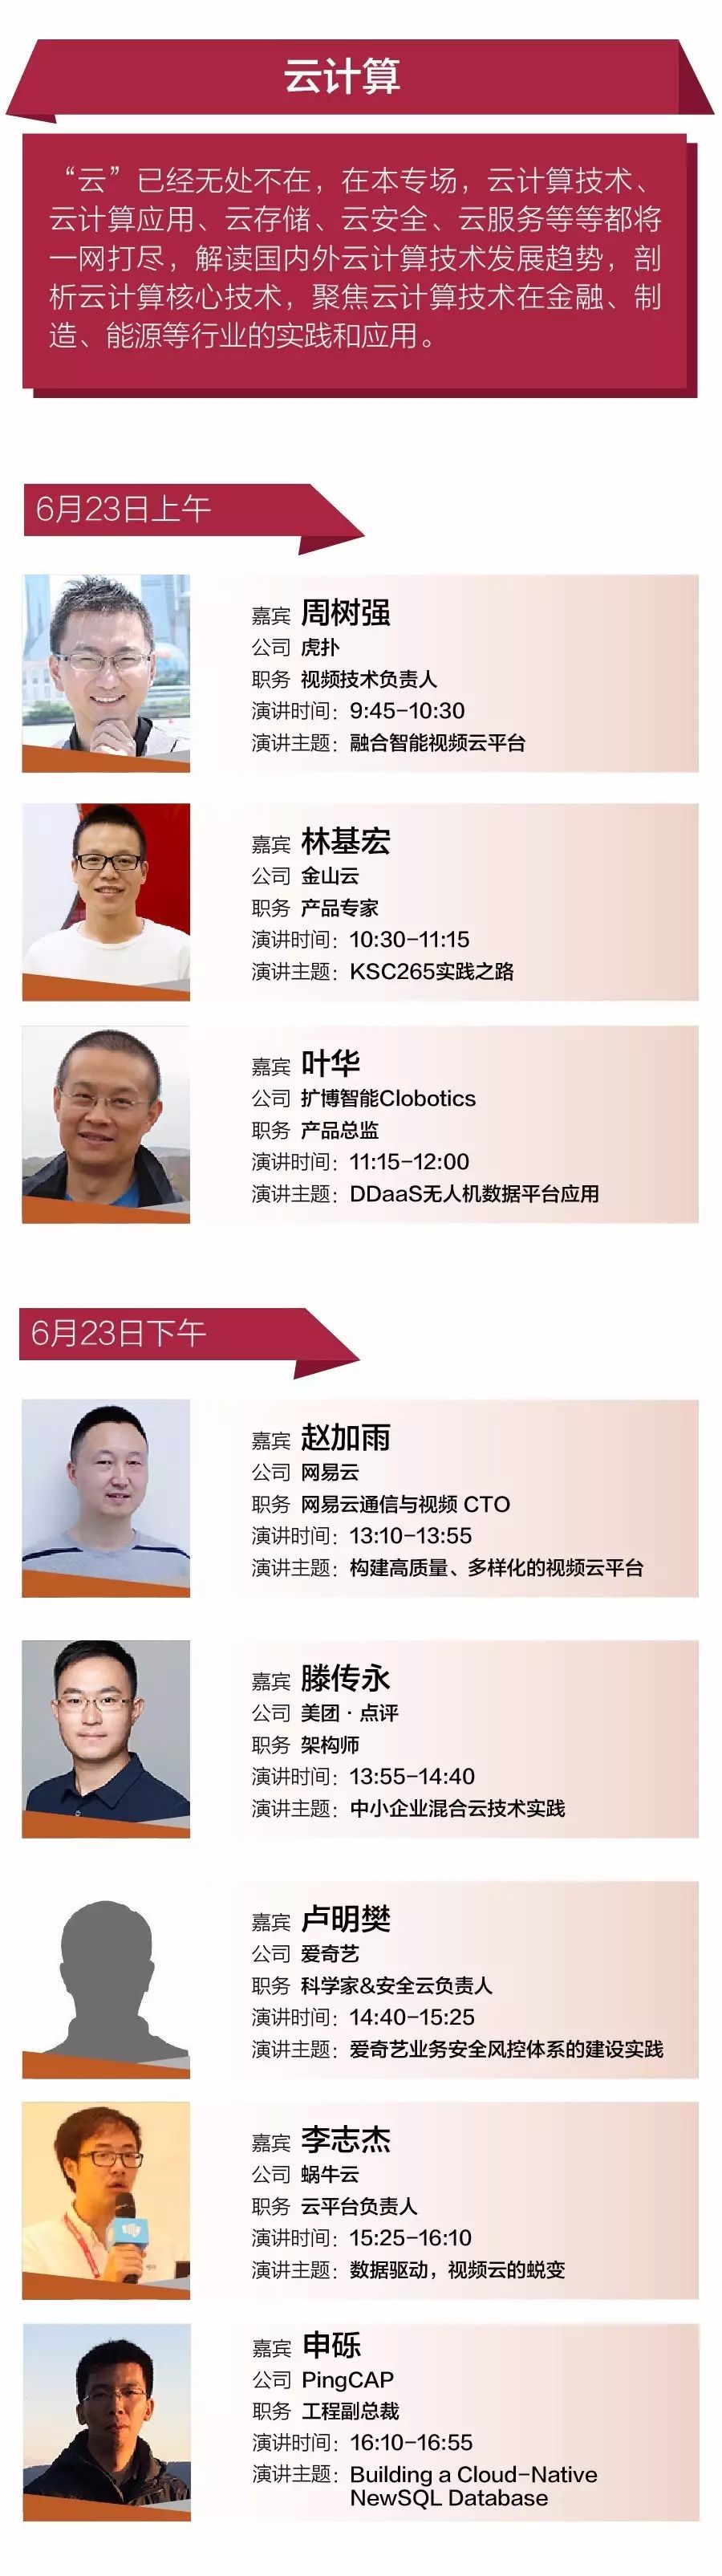 云计算
“云”已经无处不在，在本专场，云计算技术、
云计算应用、云存储、云安全、云服务等等都将
一网打尽，解读国内外云计算技术发展趋势，剖
析云计算核心技术，聚焦云计算技术在金融、制
造、能源等行业的实践和应用。
6月23日上午
嘉宾 周树强
公司 虎扑
职务 视频技术负责人
演讲时间：9:45-10:30
演讲主题：融合智能视频云平台
嘉宾 林基宏
公司 金山云
职务 产品专家
演讲时间：10:30-11:15
演讲主题：KSC265实践之路
嘉宾 叶华
公司 扩博智能Clobotics
职务 产品总监
演讲时间：11:15-12:00
演讲主题：DDaaS无人机数据平台应用
6月23日下午
嘉宾 赵加雨
公司 网易云
职务 网易云通信与视频 CTO
演讲时间：13:10-13:55
演讲主题：构建高质量、多样化的视频云平台
嘉宾 滕传永
公司 美团·点评
职务 架构师
演讲时间：13:55-14:40
演讲主题：中小企业混合云技术实践
嘉宾 卢明樊
公司 爱奇艺
职务 科学家&安全云负责人
演讲时间：14:40-15:25
演讲主题：爱奇艺业务安全风控体系的建设实践
嘉宾 李志杰
公司 蜗牛云
职务 云平台负责人
演讲时间：15:25-16:10
演讲主题：数据驱动，视频云的蜕变
嘉宾 申砾
公司 PingCAP
职务 工程副总裁
演讲时间：16:10-16:55
演讲主题：Building a Cloud-Native
NewSQL Database